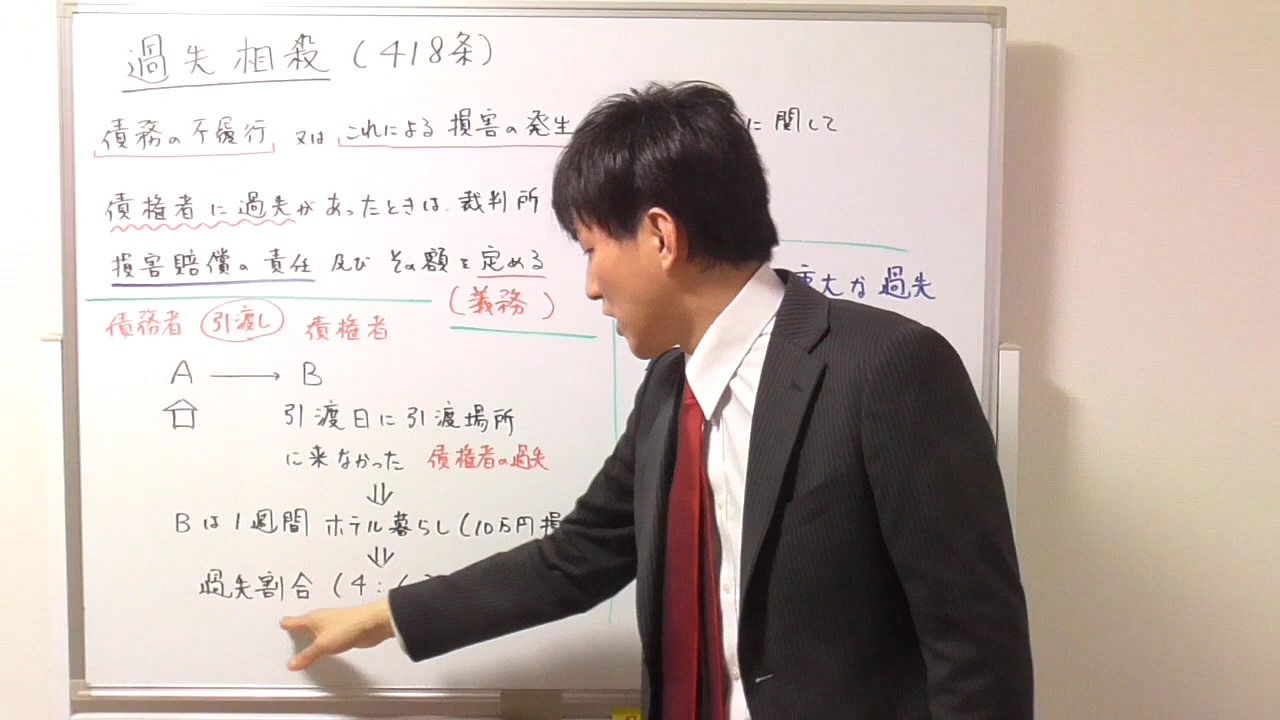 過失相殺(418条)
債務の不履行 又は これによる 損害の発生 に関して
債権者に過失があったときは、裁判所
損害賠償の責任 及び その額を定める
(義務)
重大な過失
債務者 引渡し 債権者
A → B
引渡日に引渡場所
に来なかった 債権者の過失
⇓
Bは1週間 ホテル暮らし(10万円損
⇓
過失割合(4:6